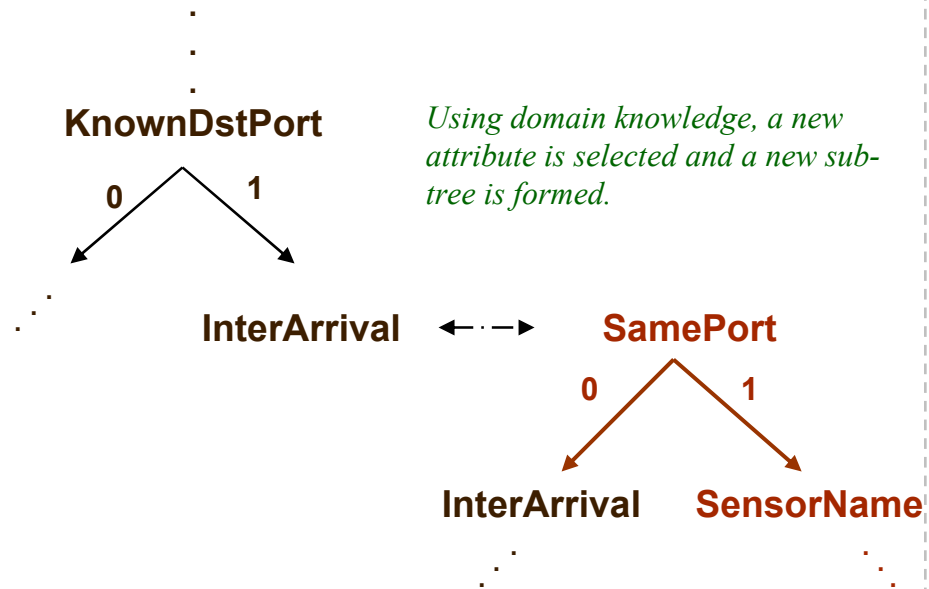 KnownDstPort
Using domain knowledge, a new
attribute is selected and a new sub-
tree is formed.
0 1
InterArrival SamePort
0 1
InterArrival SensorName